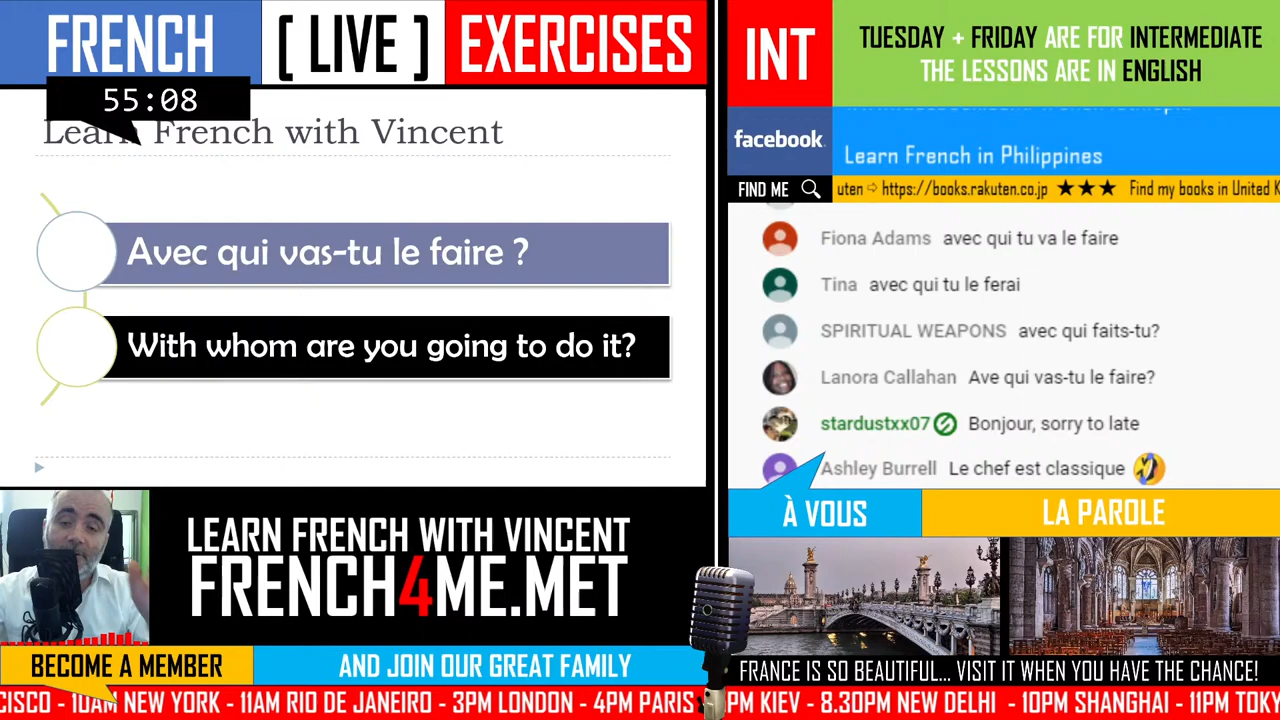 FRENCH
[ LIVE ]
EXERCISES
55:08
Learn French with Vincent
Avec qui vas-tu le faire ?
With whom are you going to do it?
LEARN FRENCH WITH VINCENT
FRENCH4ME.MET
BECOME A MEMBER
AND JOIN OUR GREAT FAMILY
INT
TUESDAY + FRIDAY ARE FOR INTERMEDIATE
THE LESSONS ARE IN ENGLISH
facebook
Learn French in Philippines
FIND ME
uten ⇨ https://books.rakuten.co.jp ★★★ Find my books in United K
Fiona Adams avec qui tu va le faire
Tina avec qui tu le ferai
SPIRITUAL WEAPONS avec qui faits-tu?
Lanora Callahan Ave qui vas-tu le faire?
stardustxx07 Bonjour, sorry to late
Ashley Burrell Le chef est classique 🤣
À VOUS
LA PAROLE
FRANCE IS SO BEAUTIFUL... VISIT IT WHEN YOU HAVE THE CHANCE!
CISCO - 10AM NEW YORK - 11AM RIO DE JANEIRO - 3PM LONDON - 4PM PARIS PM KIEV - 8.30PM NEW DELHI - 10PM SHANGHAI - 11PM TOKY